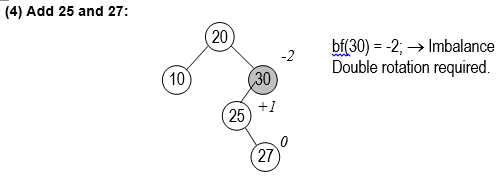 (4) Add 25 and 27:
20
-2
bf(30) = -2; → Imbalance
Double rotation required.
10
30
25
+1
0
27